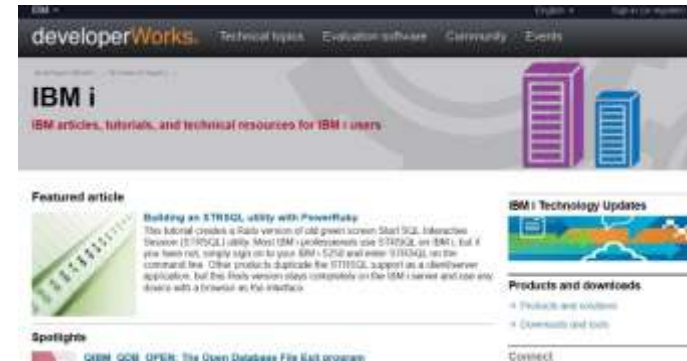 IBM
English
Sign in (or register)
developerWorks.
Technical topics
Evaluation software
Community
Events
IBM i
IBM articles, tutorials, and technical resources for IBM i users
Featured article
Building an STRSQL utility with PowerRuby
This tutorial creates a Rails version of old green screen Start SQL Interactive
Session (STRSQL) utility. Most IBM i professionals use STRSQL on IBM i, but if
you have not, simply sign on to your IBM i 5250 and enter STRSQL on the
command line. Other products duplicate the STRSQL support as a client/server
application, but this Rails version stays completely on the IBM i server and use any
device with a browser as the interface.
IBM i Technology Updates
Products and downloads
Products and solutions
Downloads and tools
Spotlights
QIBM_QDB_OPEN: The Open Database File Exit program
Connect